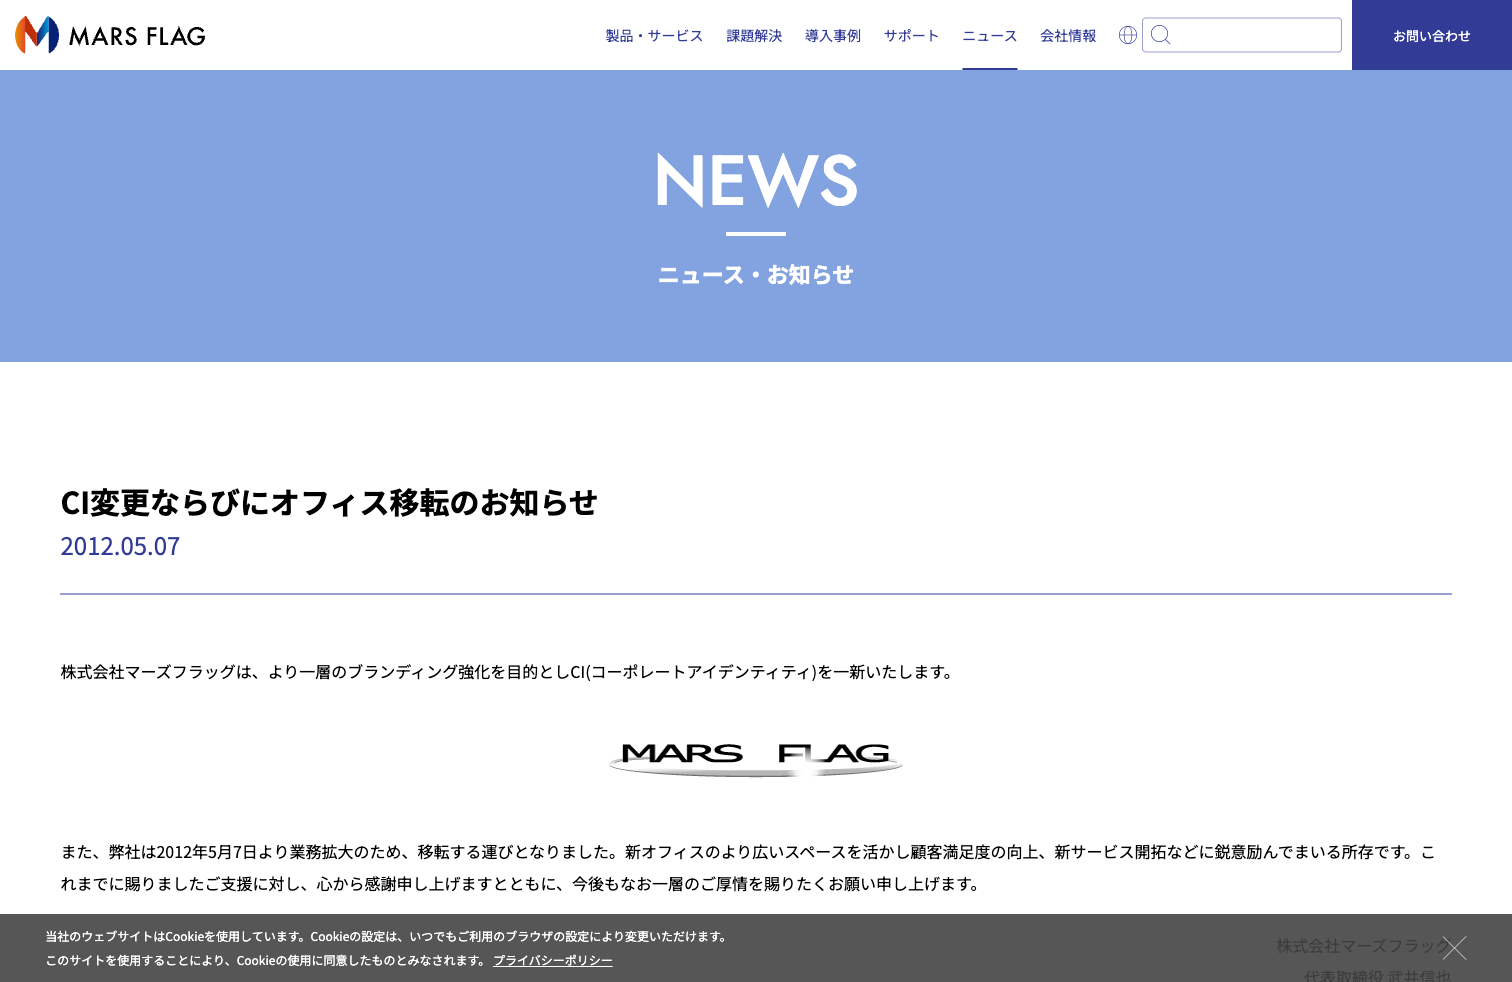 MARS FLAG
製品・サービス 課題解決 導入事例 サポート ニュース 会社情報 お問い合わせ
NEWS
ニュース・お知らせ
CI変更ならびにオフィス移転のお知らせ
2012.05.07
株式会社マーズフラッグは、より一層のブランディング強化を目的としCI(コーポレートアイデンティティ)を一新いたします。
MARS FLAG
また、弊社は2012年5月7日より業務拡大のため、移転する運びとなりました。新オフィスのより広いスペースを活かし顧客満足度の向上、新サービス開拓などに鋭意励んでまいる所存です。こ
れまでに賜りましたご支援に対し、心から感謝申し上げますとともに、今後もなお一層のご厚情を賜りたくお願い申し上げます。
株式会社マーズフラッグ
代表取締役 武井信也
当社のウェブサイトはCookieを使用しています。Cookieの設定は、いつでもご利用のブラウザの設定により変更いただけます。
このサイトを使用することにより、Cookieの使用に同意したものとみなされます。 プライバシーポリシー